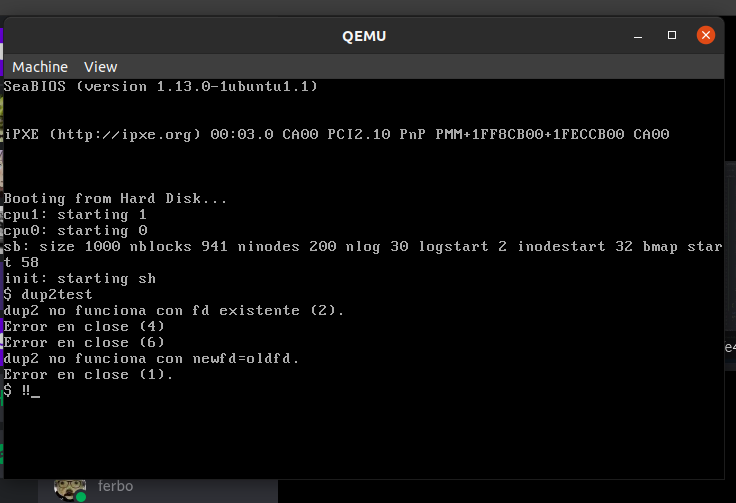 QEMU
Machine View
SeaBIOS (version 1.13.0-1ubuntu1.1)
iPXE (http://ipxe.org) 00:03.0 CA00 PCI2.10 PnP PMM+1FF8CB00+1FECCB00 CA00
Booting from Hard Disk...
cpu1: starting 1
cpu0: starting 0
sb: size 1000 nblocks 941 ninodes 200 nlog 30 logstart 2 inodestart 32 bmap star
t 58
init: starting sh
$ dup2test
dup2 no funciona con fd existente (2).
Error en close (4)
Error en close (6)
dup2 no funciona con newfd=oldfd.
Error en close (1).
$ ‼_
e4
ferbo